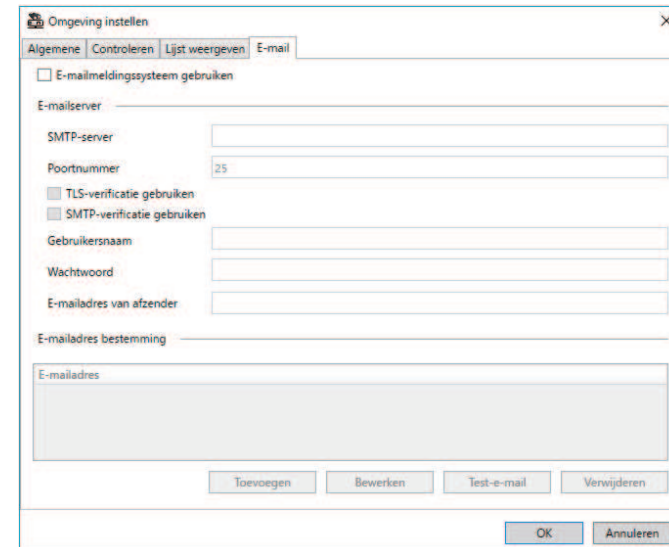 Omgeving instellen
Algemene Controleren Lijst weergeven E-mail
E-mailmeldingssysteem gebruiken
E-mailserver
SMTP-server
Poortnummer 25
TLS-verificatie gebruiken
SMTP-verificatie gebruiken
Gebruikersnaam
Wachtwoord
E-mailadres van afzender
E-mailadres bestemming
E-mailadres
Toevoegen Bewerken Test-e-mail Verwijderen
OK Annuleren